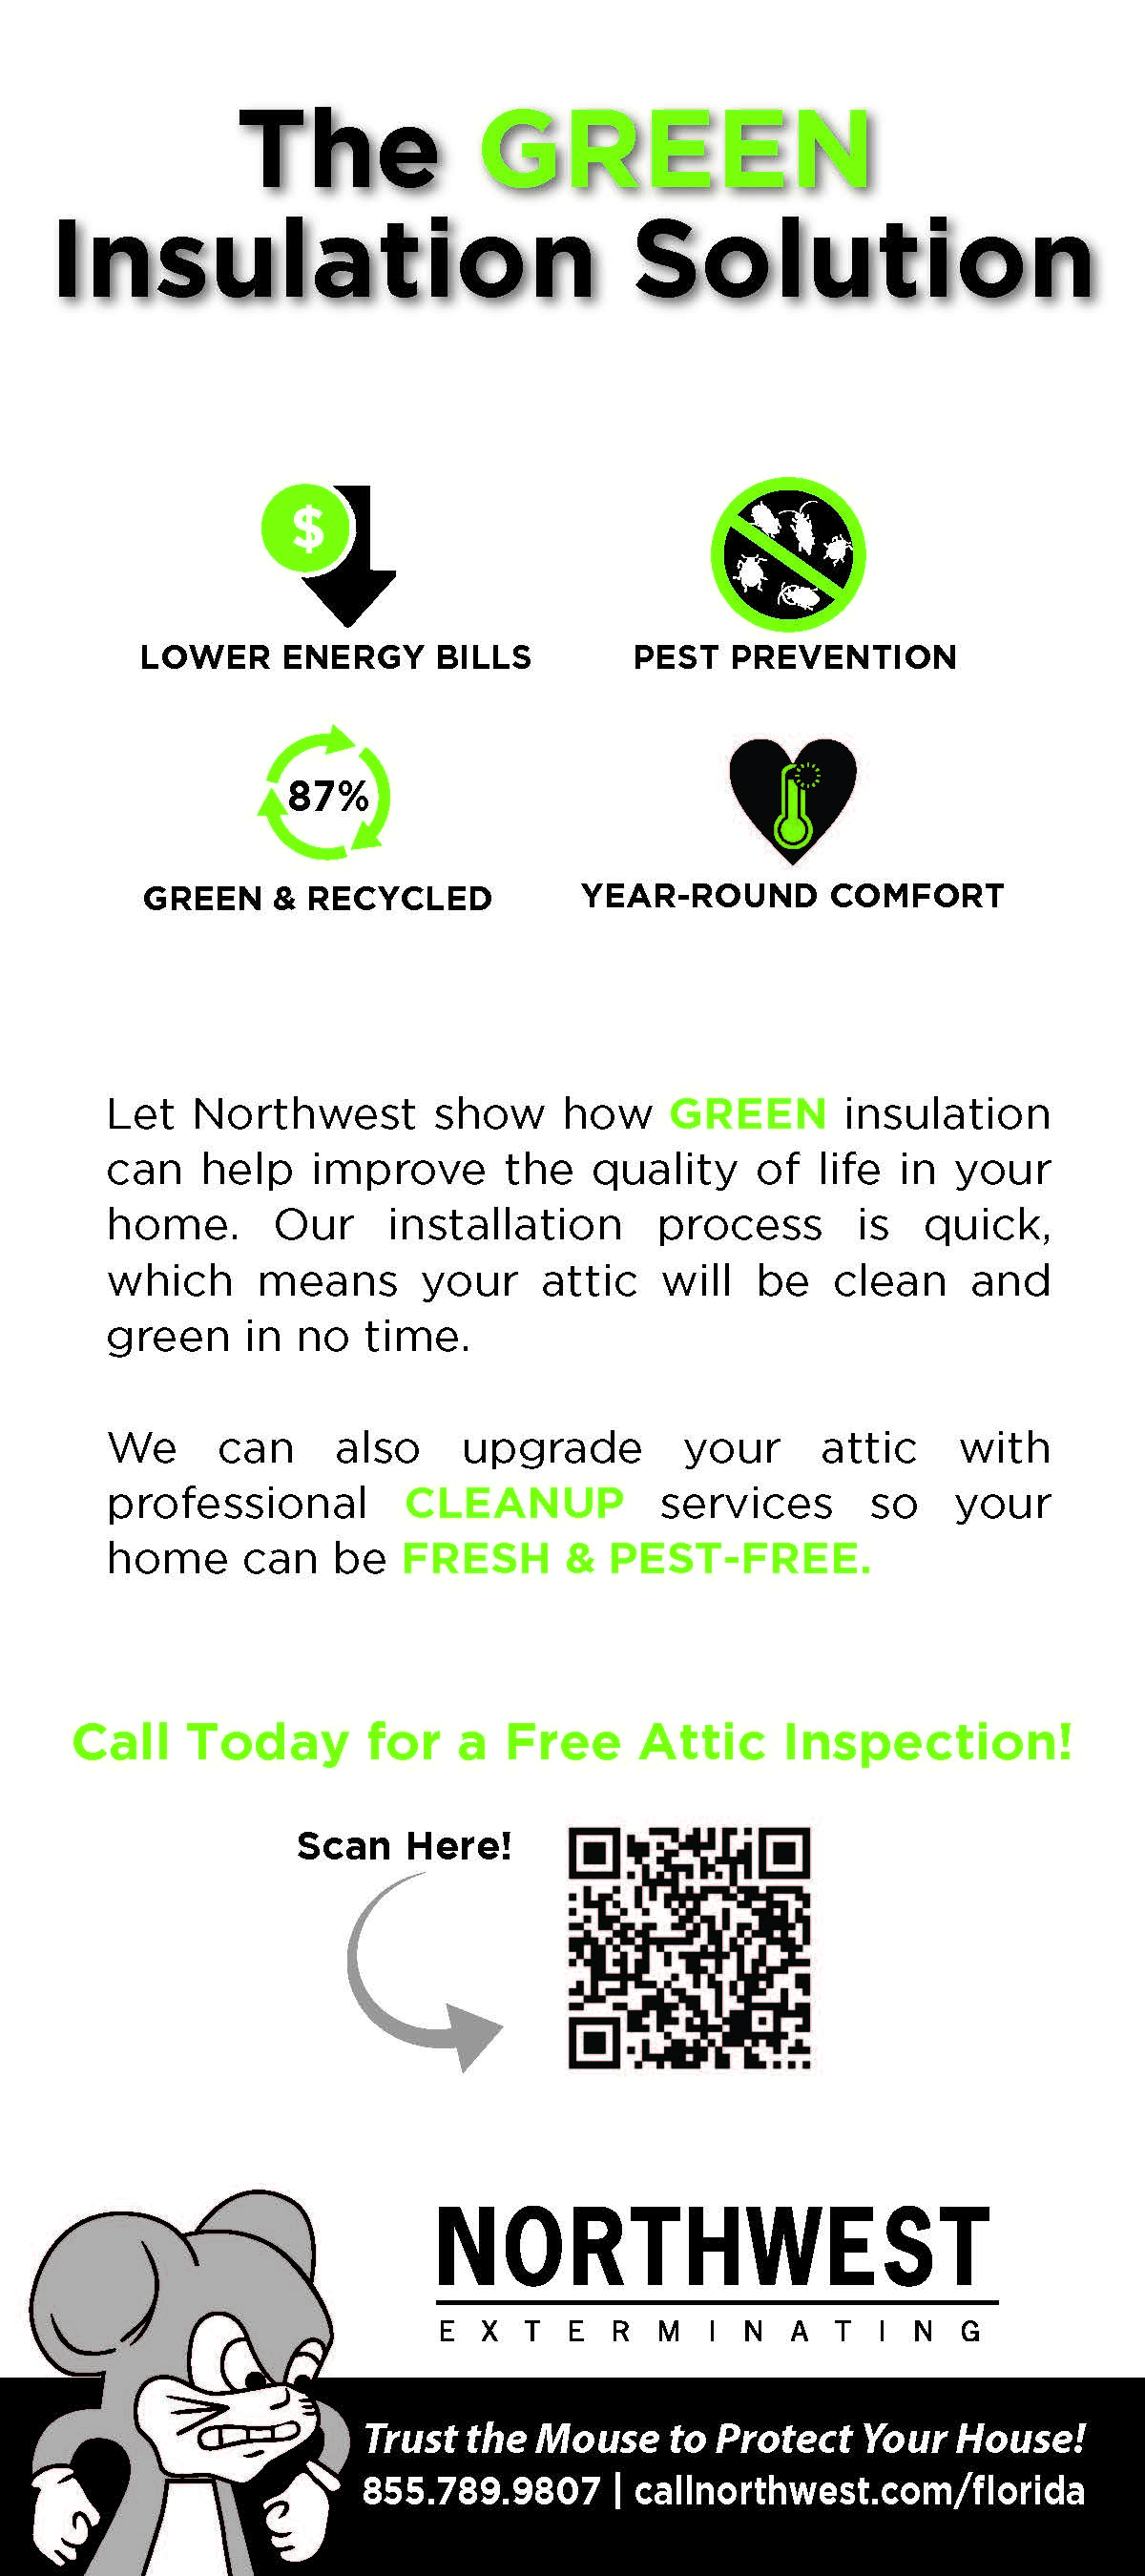 The GREEN
Insulation Solution
$
LOWER ENERGY BILLS
PEST PREVENTION
87%
GREEN & RECYCLED
YEAR-ROUND COMFORT
Let Northwest show how GREEN insulation
can help improve the quality of life in your
home. Our installation process is quick,
which means your attic will be clean and
green in no time.
We can also upgrade your attic with
professional CLEANUP services so your
home can be FRESH & PEST-FREE.
Call Today for a Free Attic Inspection!
Scan Here!
NORTHWEST
EXTERMINATING
Trust the Mouse to Protect Your House!
855.789.9807 | callnorthwest.com/florida